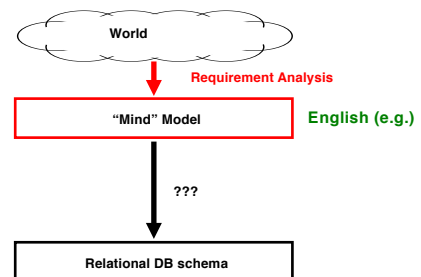 World
Requirement Analysis
“Mind” Model
English (e.g.)
???
Relational DB schema